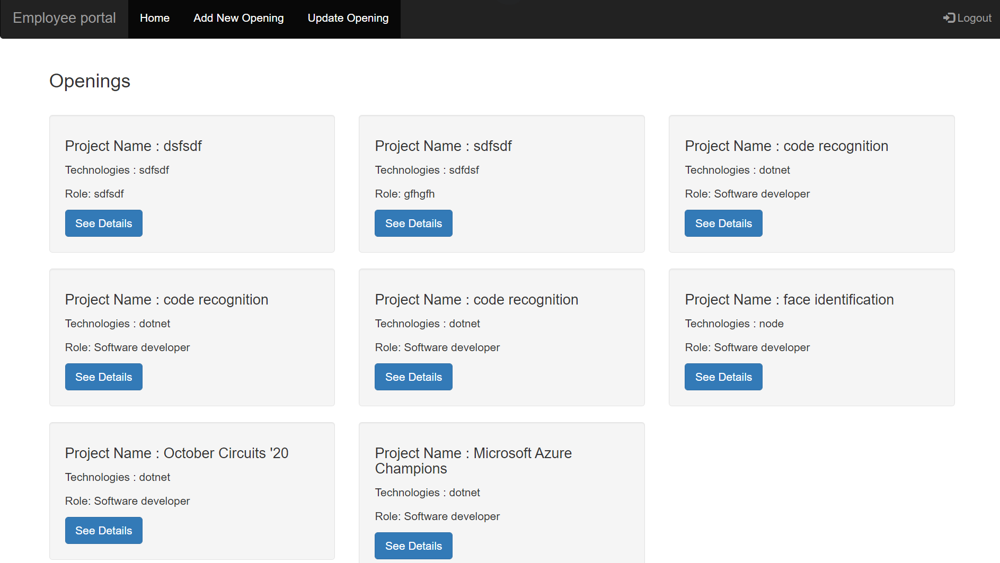 Employee portal
Home
Add New Opening
Update Opening
Logout
Openings
Project Name : dsfsdf
Technologies : sdfsdf
Role: sdfsdf
See Details
Project Name : sdfsdf
Technologies : sdfdsf
Role: gfhgfh
See Details
Project Name : code recognition
Technologies : dotnet
Role: Software developer
See Details
Project Name : code recognition
Technologies : dotnet
Role: Software developer
See Details
Project Name : code recognition
Technologies : dotnet
Role: Software developer
See Details
Project Name : face identification
Technologies : node
Role: Software developer
See Details
Project Name : October Circuits '20
Technologies : dotnet
Role: Software developer
See Details
Project Name : Microsoft Azure
Champions
Technologies : dotnet
Role: Software developer
See Details